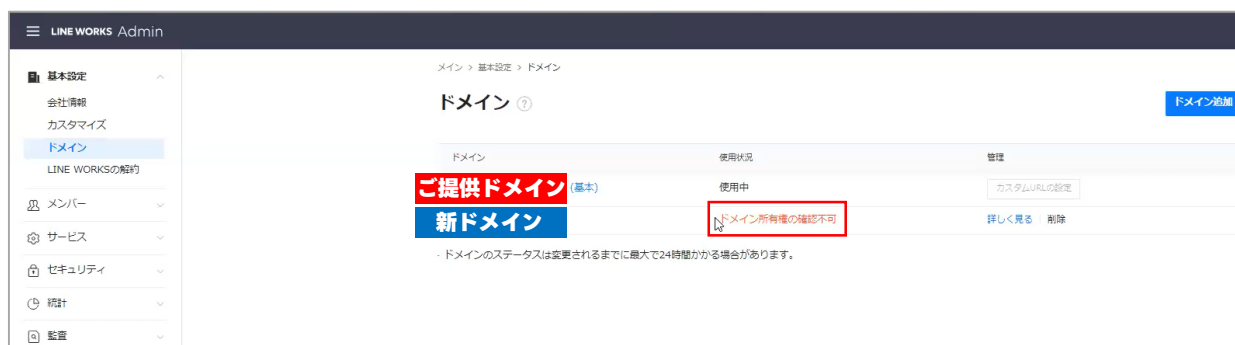 LINE WORKS Admin
基本設定
会社情報
カスタマイズ
ドメイン
LINE WORKSの解約
メンバー
サービス
セキュリティ
統計
監査
メイン > 基本設定 > ドメイン
ドメイン ?
ドメイン追加
ドメイン 使用状況 管理
ご提供ドメイン (基本) 使用中 カスタムURLの設定
新ドメイン ドメイン所有権の確認不可 詳しく見る 削除
· ドメインのステータスは変更されるまでに最大で24時間かかる場合があります。